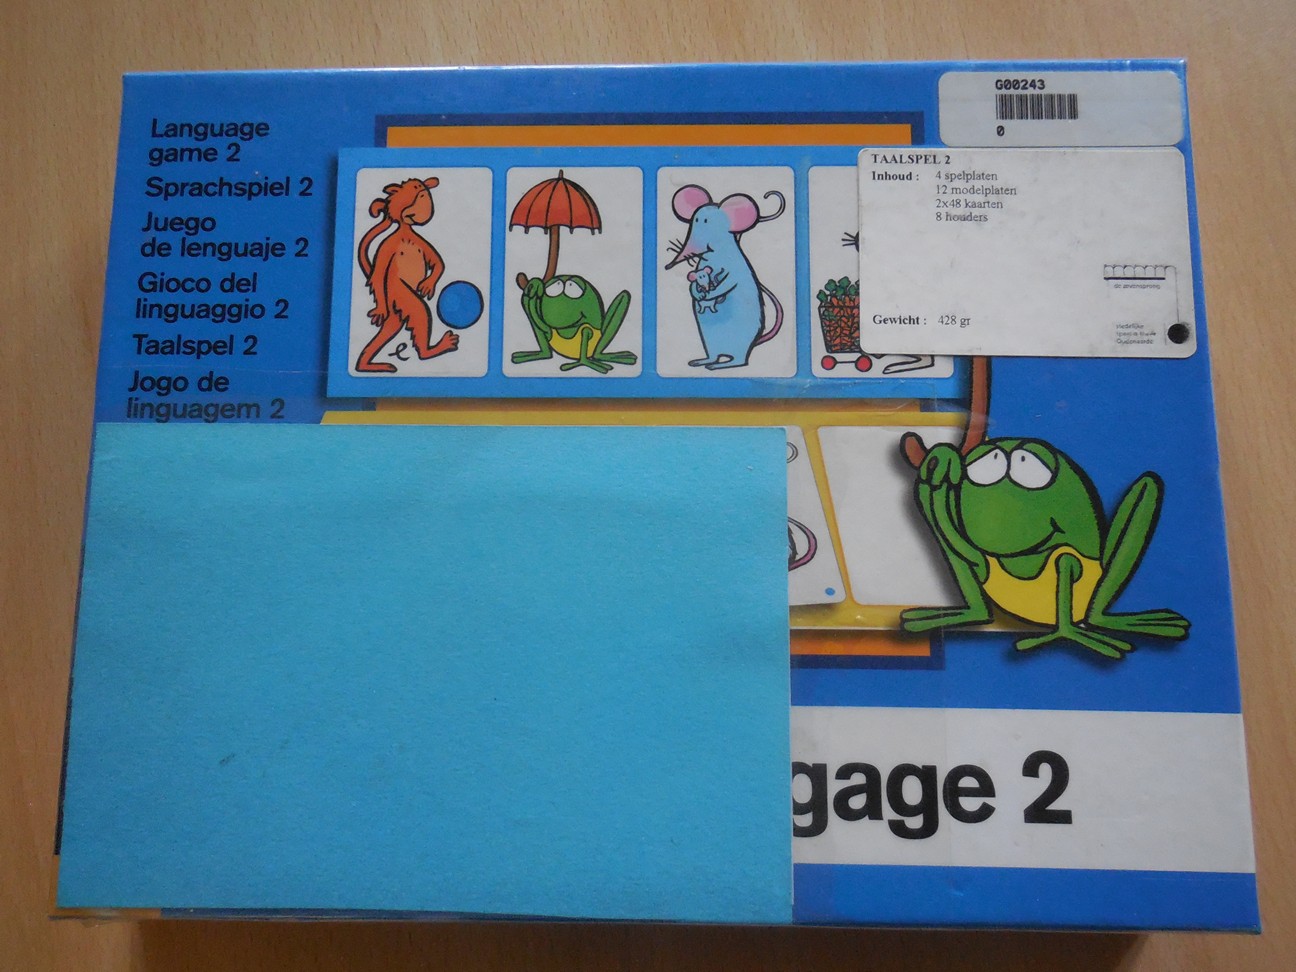 Language
game 2
Sprachspiel 2
Juego
de lenguaje 2
Gioco del
linguaggio 2
Taalspel 2
Jogo de
linguagem 2
G00243
0
TAALSPEL 2
Inhoud : 4 spelplaten
12 modelplaten
2x48 kaarten
8 houders
Gewicht : 428 gr
gage 2